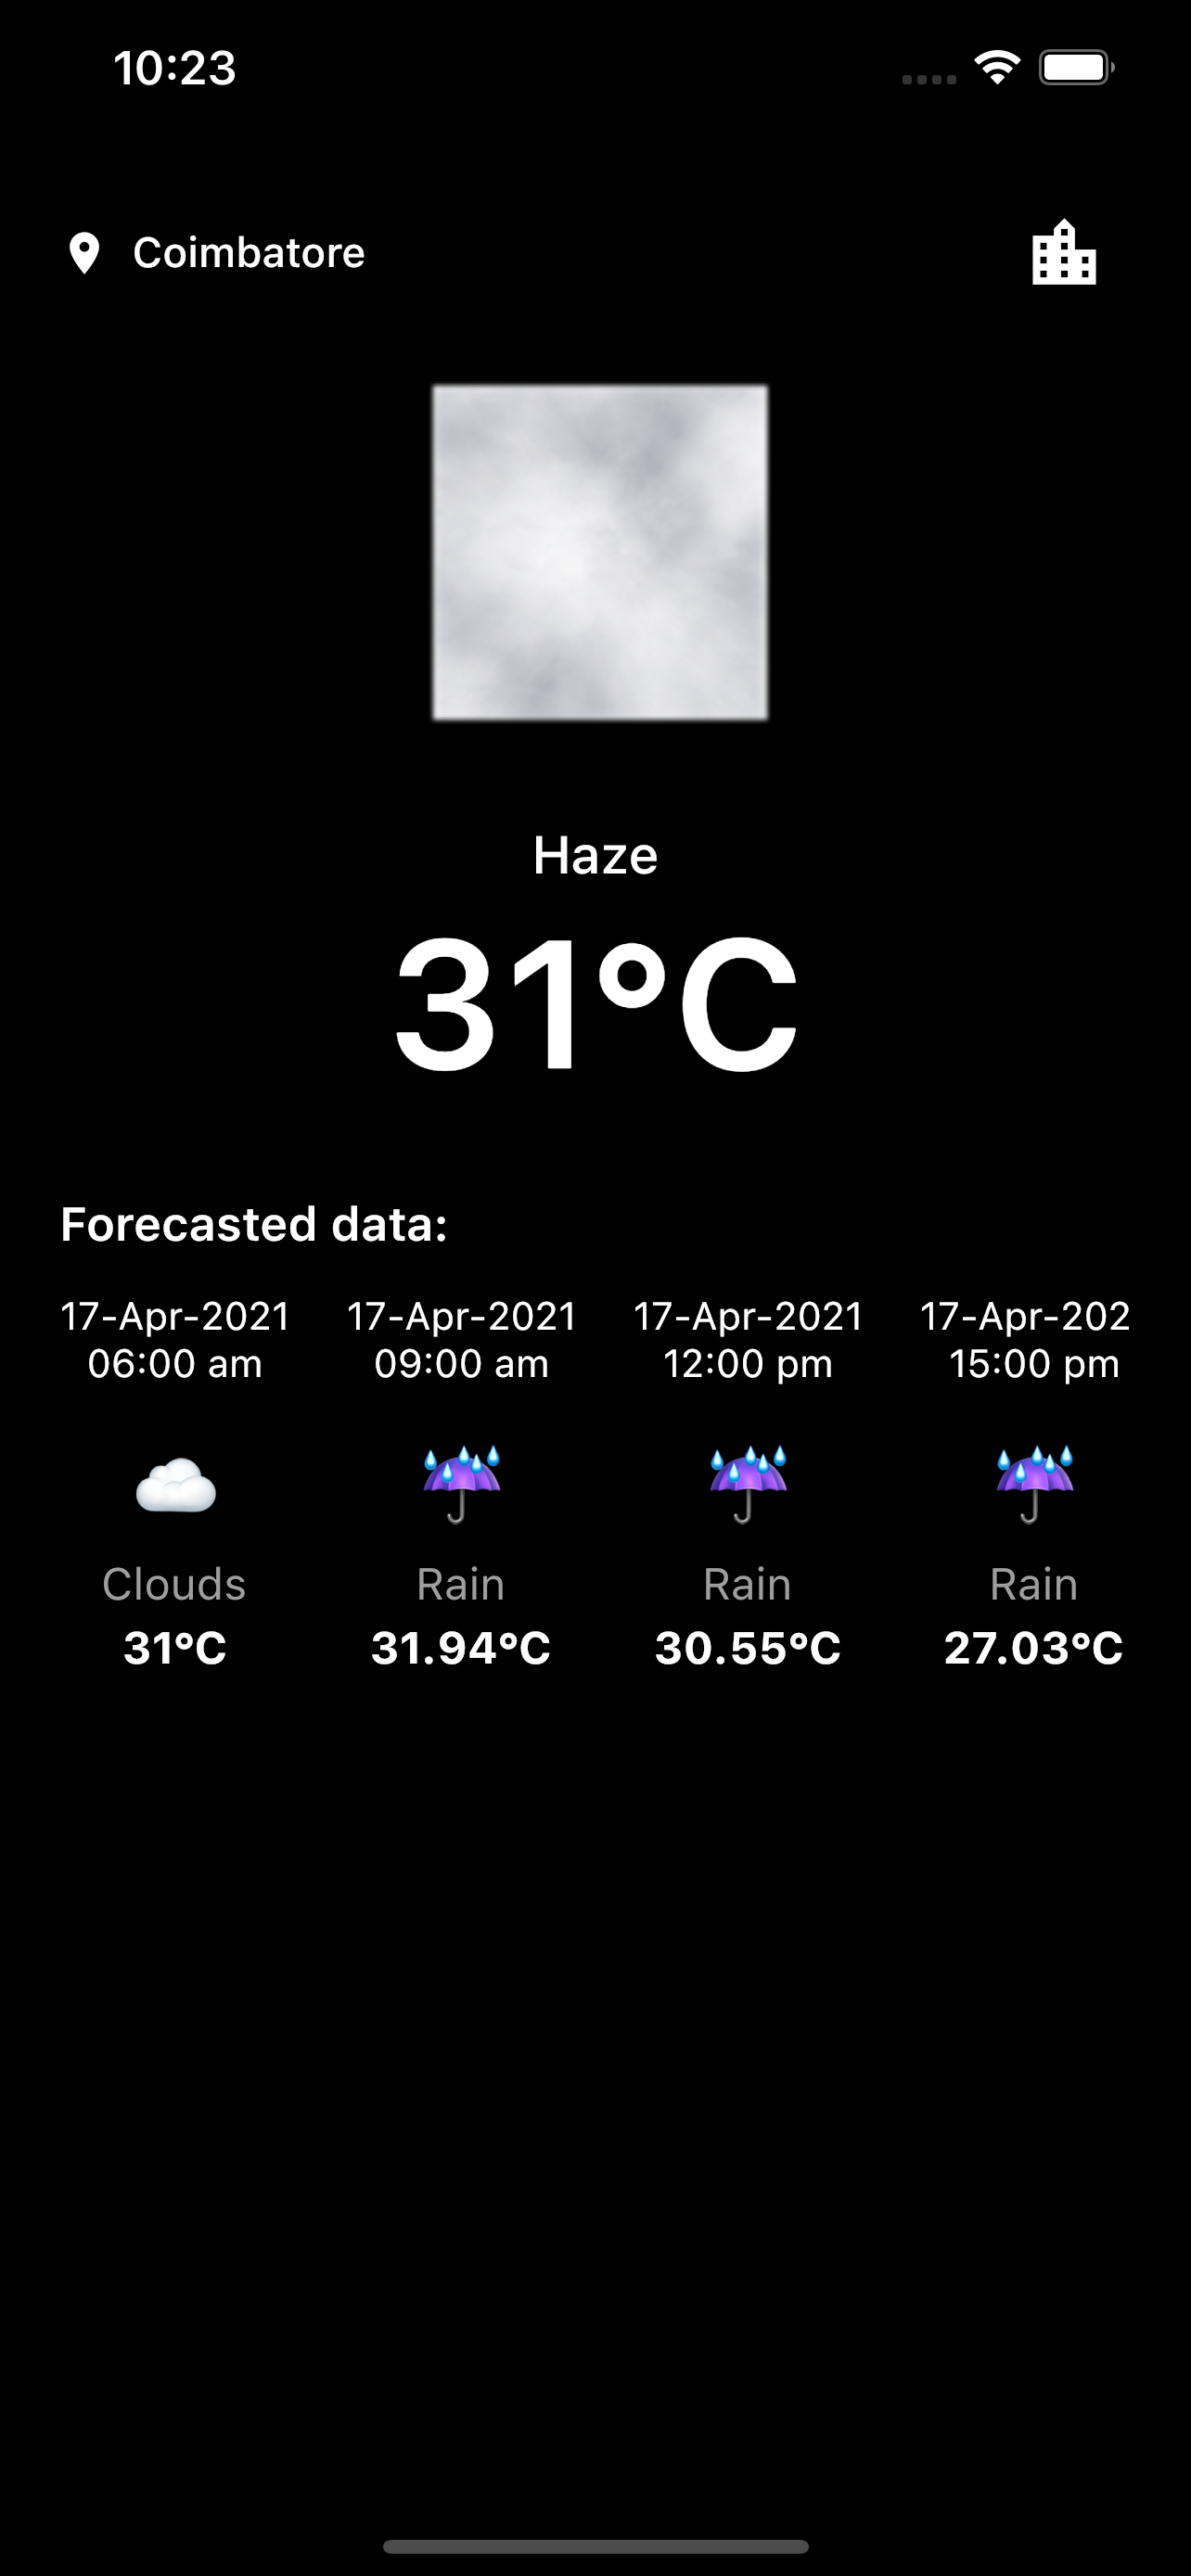 10:23
Coimbatore
Haze
31°C
Forecasted data:
17-Apr-2021 17-Apr-2021 17-Apr-2021 17-Apr-202
06:00 am 09:00 am 12:00 pm 15:00 pm
Clouds Rain Rain Rain
31°C 31.94°C 30.55°C 27.03°C